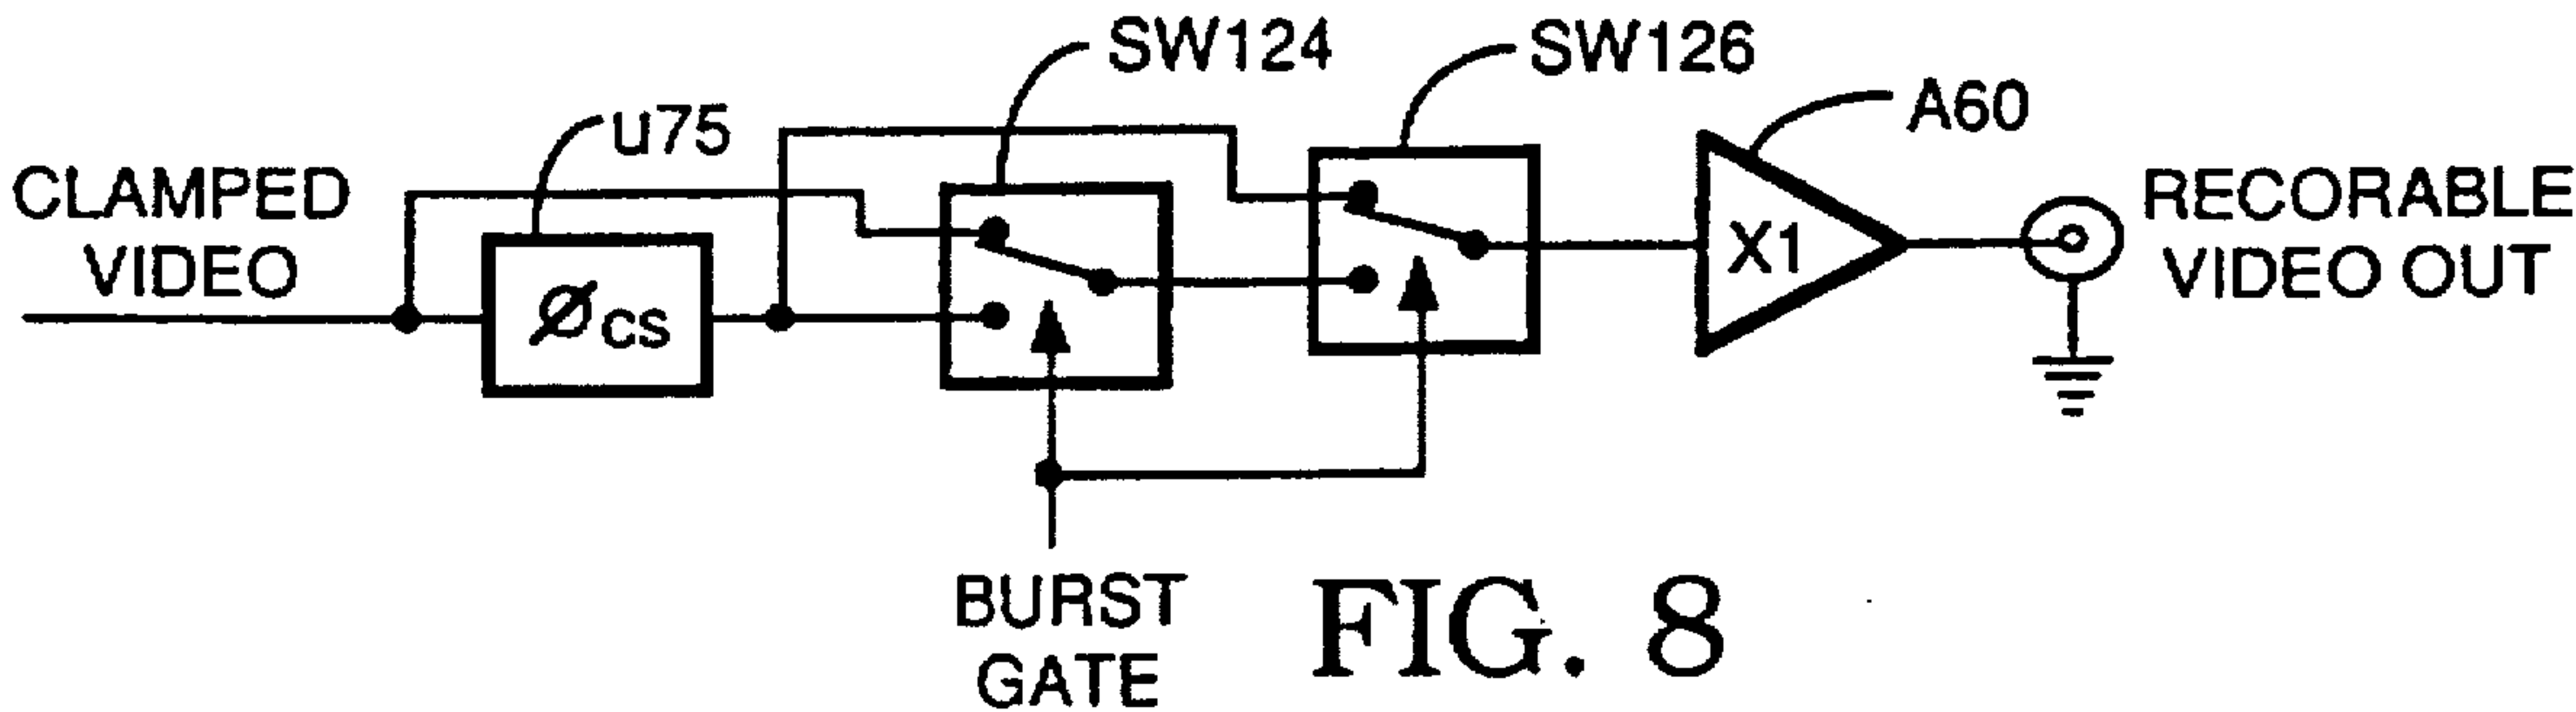 SW124
SW126
u75
A60
CLAMPED
VIDEO
øcs
X1
RECORABLE
VIDEO OUT
BURST
GATE
FIG. 8